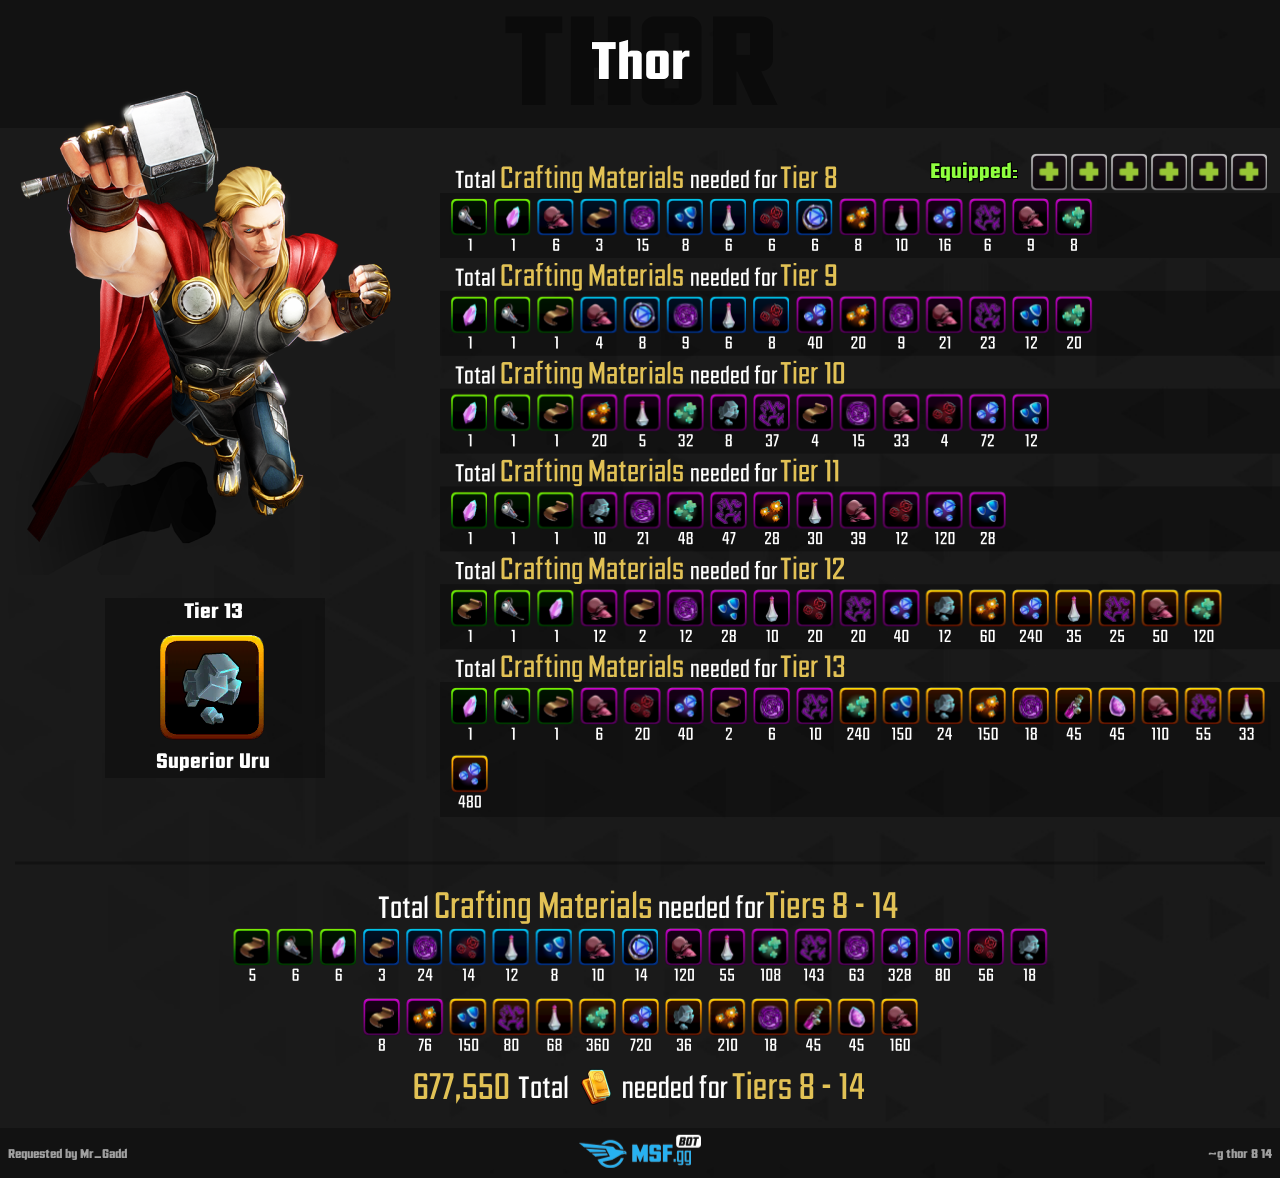 THOR
Thor
Equipped:
Total Crafting Materials needed for Tier 8
1 1 6 3 15 8 6 6 6 8 10 16 6 9 8
Total Crafting Materials needed for Tier 9
1 1 1 4 8 9 6 8 40 20 9 21 23 12 20
Total Crafting Materials needed for Tier 10
1 1 1 20 5 32 8 37 4 15 33 4 72 12
Total Crafting Materials needed for Tier 11
1 1 1 10 21 48 47 28 30 39 12 120 28
Total Crafting Materials needed for Tier 12
1 1 1 12 2 12 28 10 20 20 40 12 60 240 35 25 50 120
Total Crafting Materials needed for Tier 13
1 1 1 6 20 40 2 6 10 240 150 24 150 18 45 45 110 55 33
480
Tier 13
Superior Uru
Total Crafting Materials needed for Tiers 8 - 14
5 6 6 3 24 14 12 8 10 14 120 55 108 143 63 328 80 56 18
8 76 150 80 68 360 720 36 210 18 45 45 160
677,550 Total needed for Tiers 8 - 14
Requested by Mr_Gadd
MSF.gg BOT
~g thor 8 14